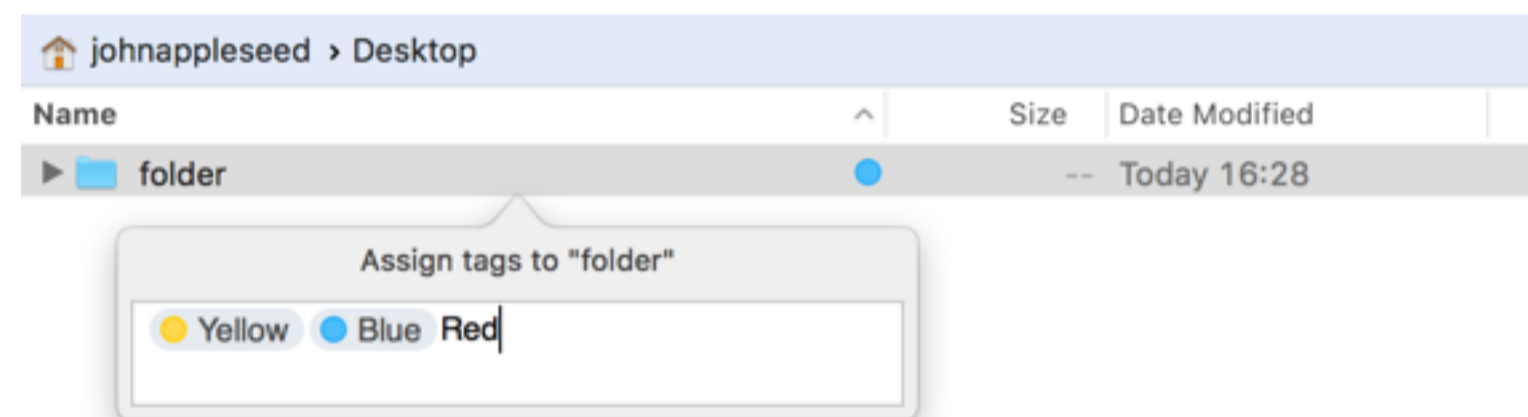 johnappleseed › Desktop
Name Size Date Modified
folder -- Today 16:28
Assign tags to "folder"
Yellow Blue Red